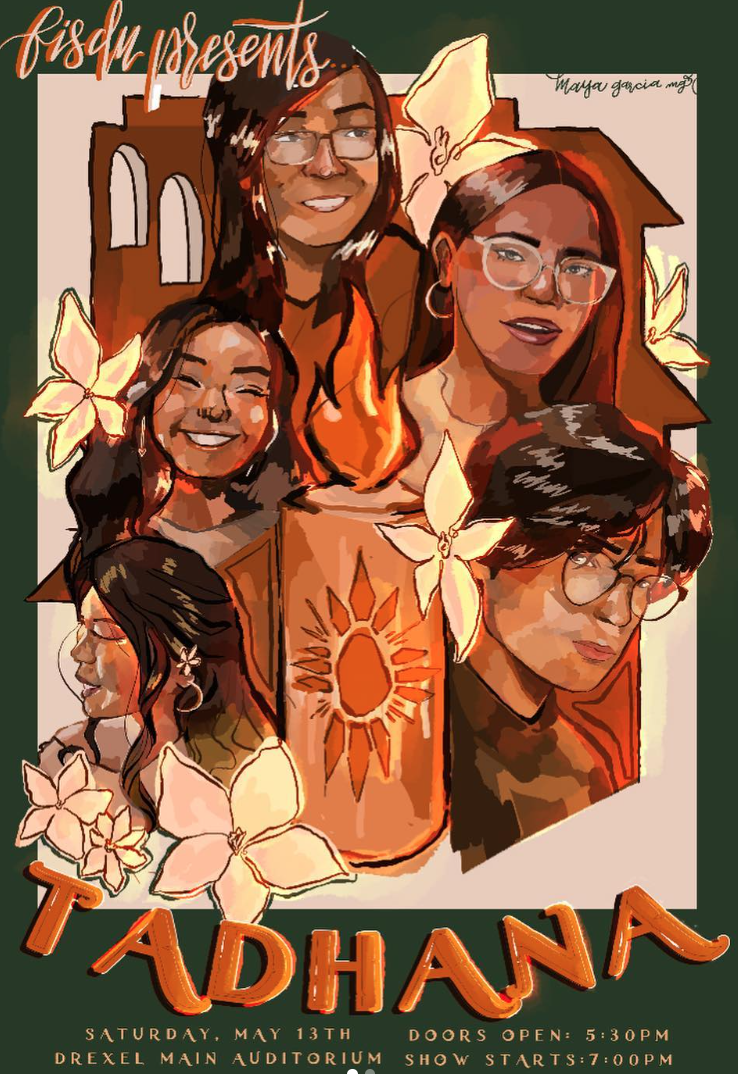 fisdu presents...
Maya garcia mgr
TADHANA
SATURDAY, MAY 13TH
DOORS OPEN: 5:30PM
DREXEL MAIN AUDITORIUM
SHOW STARTS:7:00PM